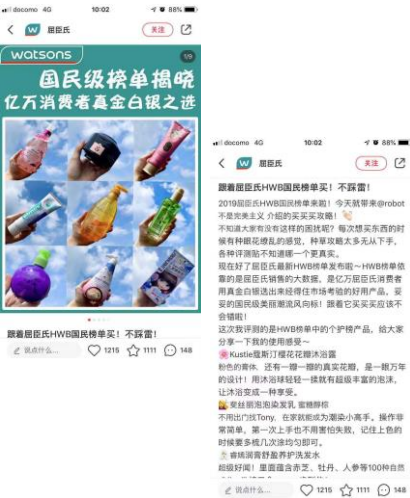 docomo 4G 10:02 88%
屈臣氏 关注
watsons 1/9
国民级榜单揭晓
亿万消费者真金白银之选
跟着屈臣氏HWB国民榜单买！不踩雷！
说点什么... 1215 1111 148
docomo 4G 10:02 88%
屈臣氏 关注
跟着屈臣氏HWB国民榜单买！不踩雷！
2019屈臣氏HWB国民榜单来啦！今天就带来@robot
不是完美主义 介绍的买买买攻略！
不知道大家有没有这样的困扰呢？每次想买东西的时
候有种眼花缭乱的感觉，种草攻略太多无从下手，
各种评测贴不知道哪一个更真实。
现在好了屈臣氏最新HWB榜单发布啦~HWB榜单依
靠的是屈臣氏销售的大数据，是亿万屈臣氏消费者
用真金白银选出来经得住市场考验的好用产品，妥
妥的国民级美丽潮流风向标！跟着它买买买应该不
会错啦！
这次我评测的是HWB榜单中的个护榜产品，给大家
分享一下我的使用感受~
Kustie蔻斯汀樱花花瓣沐浴露
粉色的膏体，还有一瓣一瓣的真实花瓣，是一眼万年
的设计！用沐浴球轻轻一揉就有超级丰富的泡沫，
让沐浴变成一种享受。
葵丝丽泡泡染发乳 蜜糖醇棕
不用出门找Tony，在家就能成为潮染小高手。操作非
常简单，第一次上手也不用害怕失败，记住上色的
时候要多梳几次涂均匀即可。
睿嫣润膏舒盈养护洗发水
超级好闻！里面蕴含赤芝、牡丹、人参等100种自然
说点什么... 1215 1111 148